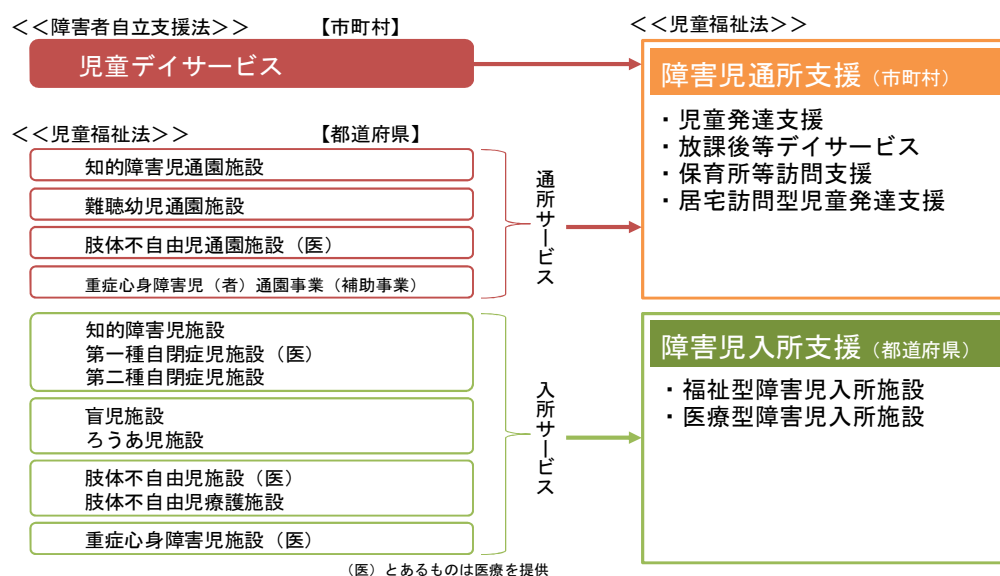 ＜＜障害者自立支援法＞＞　【市町村】
児童デイサービス
＜＜児童福祉法＞＞　【都道府県】
知的障害児通園施設
難聴幼児通園施設
肢体不自由児通園施設（医）
重症心身障害児（者）通園事業（補助事業）
通所サービス
知的障害児施設
第一種自閉症児施設（医）
第二種自閉症児施設
盲児施設
ろうあ児施設
肢体不自由児施設（医）
肢体不自由児療護施設
重症心身障害児施設（医）
入所サービス
（医）とあるものは医療を提供
＜＜児童福祉法＞＞
障害児通所支援（市町村）
・児童発達支援
・放課後等デイサービス
・保育所等訪問支援
・居宅訪問型児童発達支援
障害児入所支援（都道府県）
・福祉型障害児入所施設
・医療型障害児入所施設